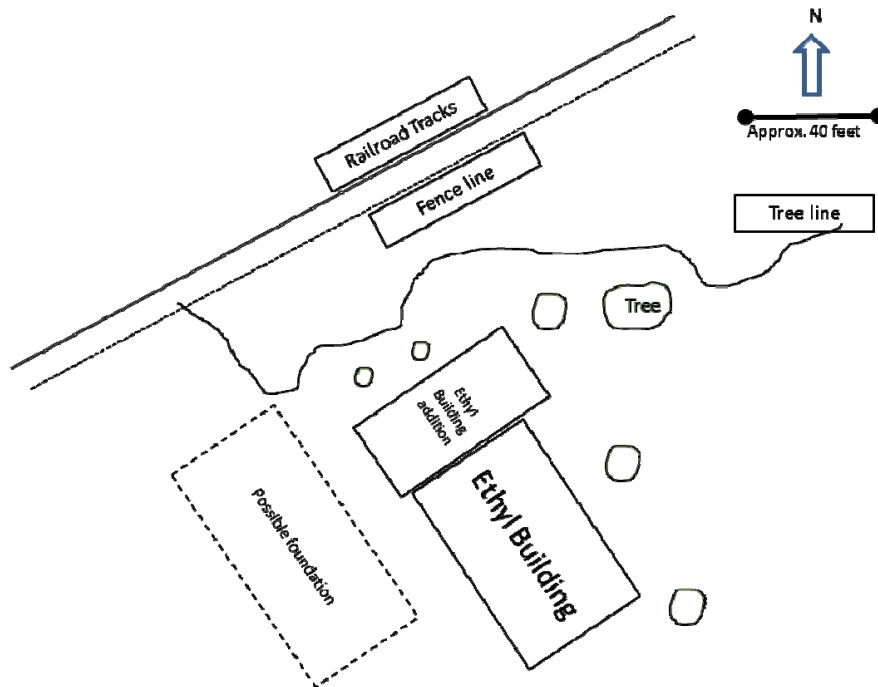 N
Approx. 40 feet
Railroad Tracks
Fence line
Tree line
Tree
Ethyl
Building
addition
Ethyl Building
Possible foundation